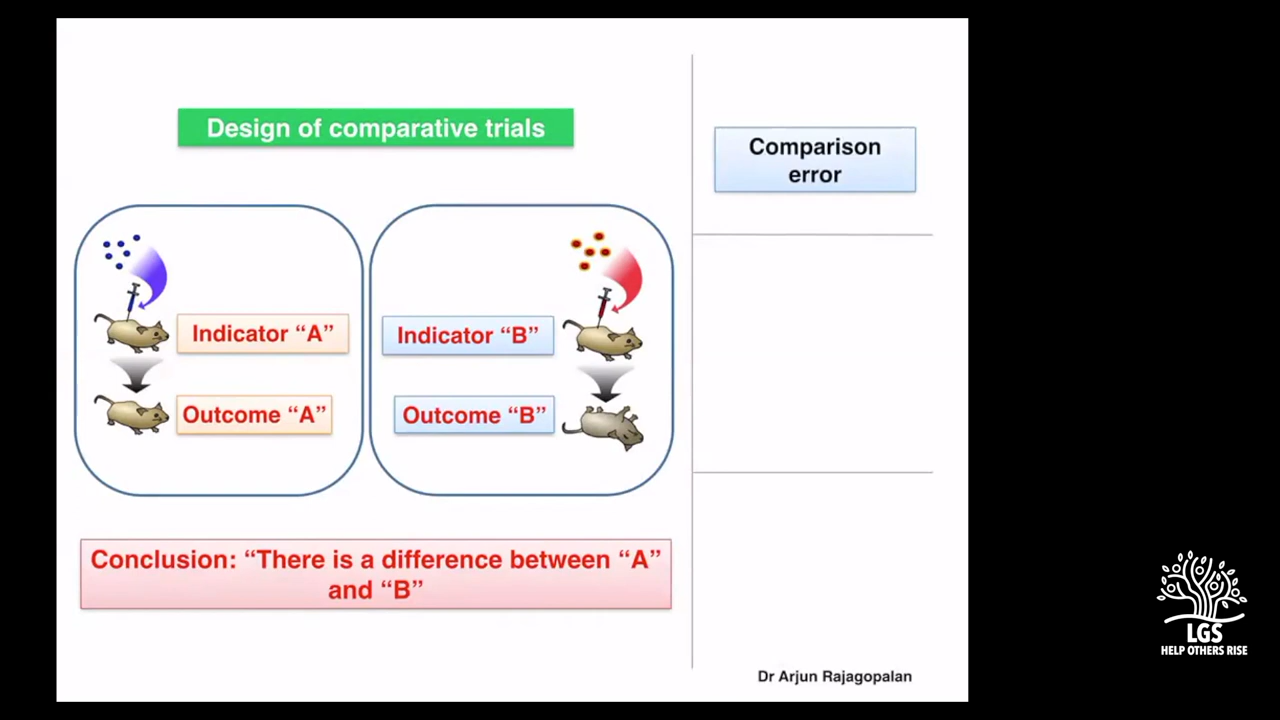 Design of comparative trials
Comparison
error
Indicator “A”
Indicator “B”
Outcome “A”
Outcome “B”
Conclusion: “There is a difference between “A”
and “B”
Dr Arjun Rajagopalan
LGS
HELP OTHERS RISE